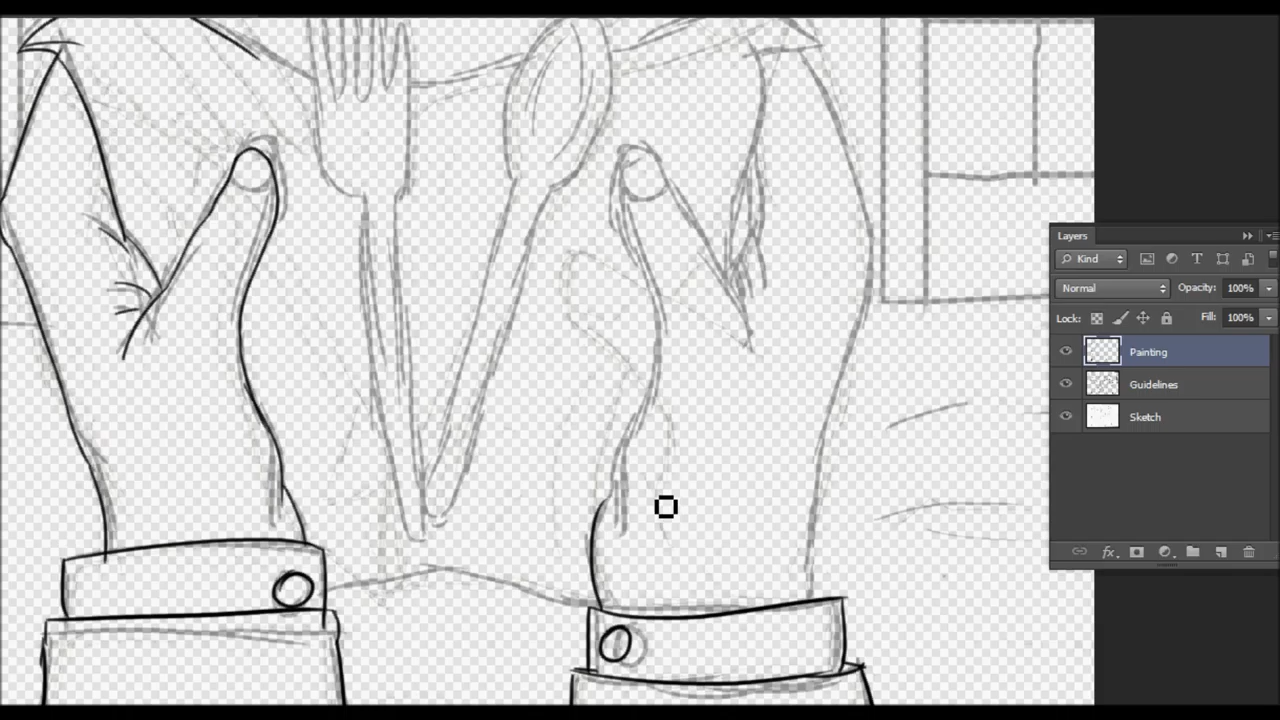 Layers
Kind
Normal Opacity: 100%
Lock: Fill: 100%
Painting
Guidelines
Sketch